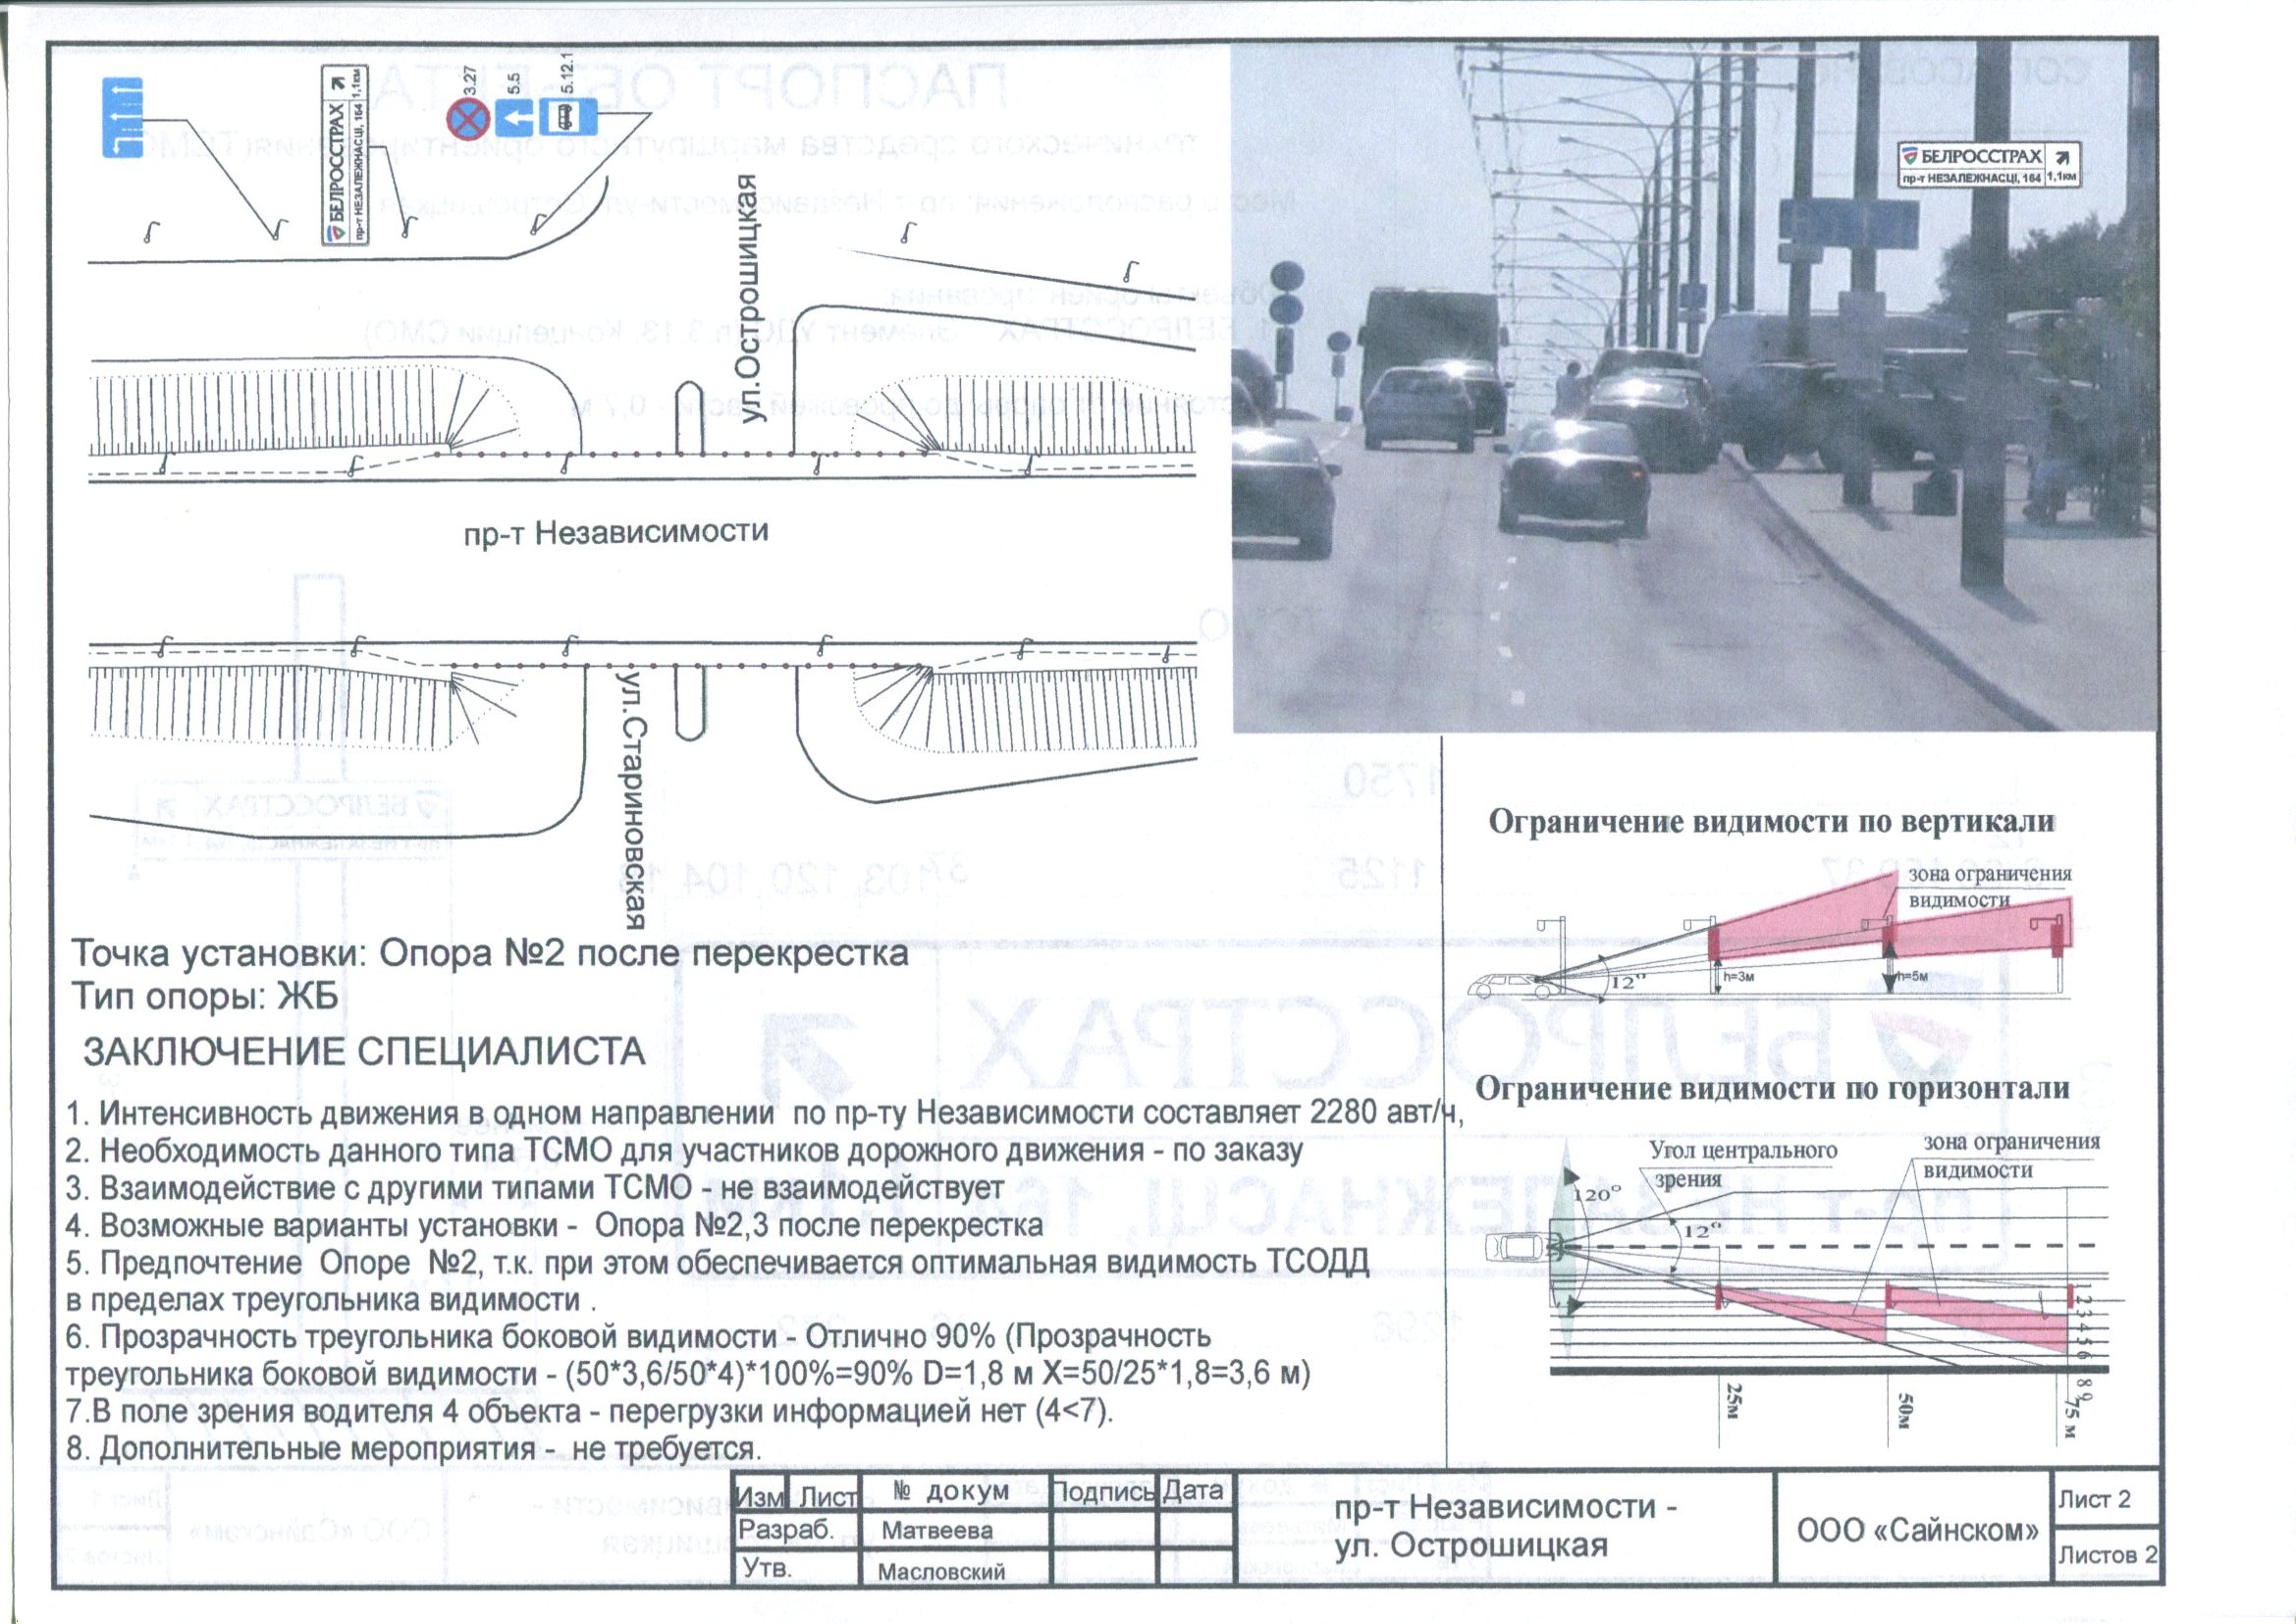 БЕЛРОССТРАХ
пр-т НЕЗАЛЕЖНАСЦІ, 164
1,1км
3.27
5.5
5.12.1
ул.Острошицкая
пр-т Независимости
ул.Стариновская
БЕЛРОССТРАХ
пр-т НЕЗАЛЕЖНАСЦІ, 164
1,1км
Точка установки: Опора №2 после перекрестка
Тип опоры: ЖБ
ЗАКЛЮЧЕНИЕ СПЕЦИАЛИСТА
1. Интенсивность движения в одном направлении по пр-ту Независимости составляет 2280 авт/ч,
2. Необходимость данного типа ТСМО для участников дорожного движения - по заказу
3. Взаимодействие с другими типами ТСМО - не взаимодействует
4. Возможные варианты установки - Опора №2,3 после перекрестка
5. Предпочтение Опоре №2, т.к. при этом обеспечивается оптимальная видимость ТСОДД
в пределах треугольника видимости .
6. Прозрачность треугольника боковой видимости - Отлично 90% (Прозрачность
треугольника боковой видимости - (50*3,6/50*4)*100%=90% D=1,8 м X=50/25*1,8=3,6 м)
7.В поле зрения водителя 4 объекта - перегрузки информацией нет (4<7).
8. Дополнительные мероприятия - не требуется.
Ограничение видимости по вертикали
зона ограничения
видимости
12°
h=3м
h=5м
Ограничение видимости по горизонтали
Угол центрального
зрения
зона ограничения
видимости
120°
12°
1 2 3 4 5 6 8 9
25м
50м
75 м
Изм Лист № докум Подпись Дата
Разраб. Матвеева
Утв. Масловский
пр-т Независимости -
ул. Острошицкая
ООО «Сайнском»
Лист 2
Листов 2